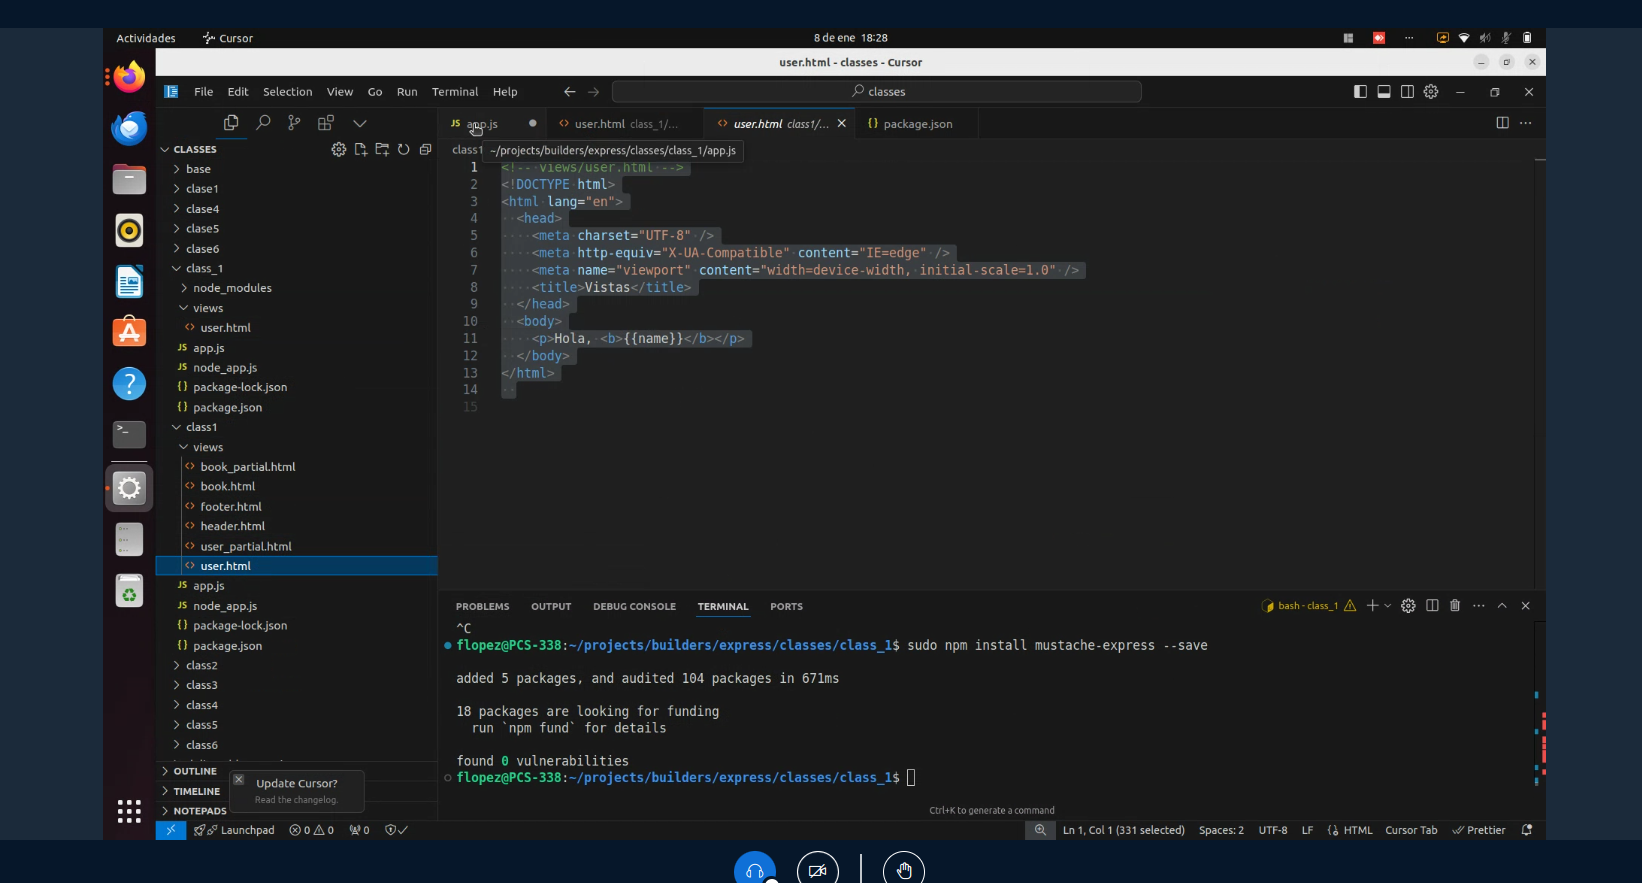 Actividades
Cursor
8 de ene 18:28
user.html - classes - Cursor
File Edit Selection View Go Run Terminal Help
classes
JS app.js
<> user.html class_1/...
<> user.html class1/...
{} package.json
CLASSES
class1
~/projects/builders/express/classes/class_1/app.js
base
clase1
clase4
clase5
clase6
class_1
node_modules
views
<> user.html
JS app.js
JS node_app.js
{} package-lock.json
{} package.json
class1
views
<> book_partial.html
<> book.html
<> footer.html
<> header.html
<> user_partial.html
<> user.html
JS app.js
JS node_app.js
{} package-lock.json
{} package.json
class2
class3
class4
class5
class6
OUTLINE
TIMELINE
NOTEPADS
Update Cursor?
Read the changelog.
1 <!-- views/user.html -->
2 <!DOCTYPE html>
3 <html lang="en">
4 <head>
5 <meta charset="UTF-8" />
6 <meta http-equiv="X-UA-Compatible" content="IE=edge" />
7 <meta name="viewport" content="width=device-width, initial-scale=1.0" />
8 <title>Vistas</title>
9 </head>
10 <body>
11 <p>Hola, <b>{{name}}</b></p>
12 </body>
13 </html>
14
15
PROBLEMS OUTPUT DEBUG CONSOLE TERMINAL PORTS
bash - class_1
^C
flopez@PCS-338:~/projects/builders/express/classes/class_1$ sudo npm install mustache-express --save
added 5 packages, and audited 104 packages in 671ms
18 packages are looking for funding
run `npm fund` for details
found 0 vulnerabilities
flopez@PCS-338:~/projects/builders/express/classes/class_1$
Ctrl+K to generate a command
Launchpad 0 0 0
Ln 1, Col 1 (331 selected) Spaces: 2 UTF-8 LF {} HTML Cursor Tab Prettier